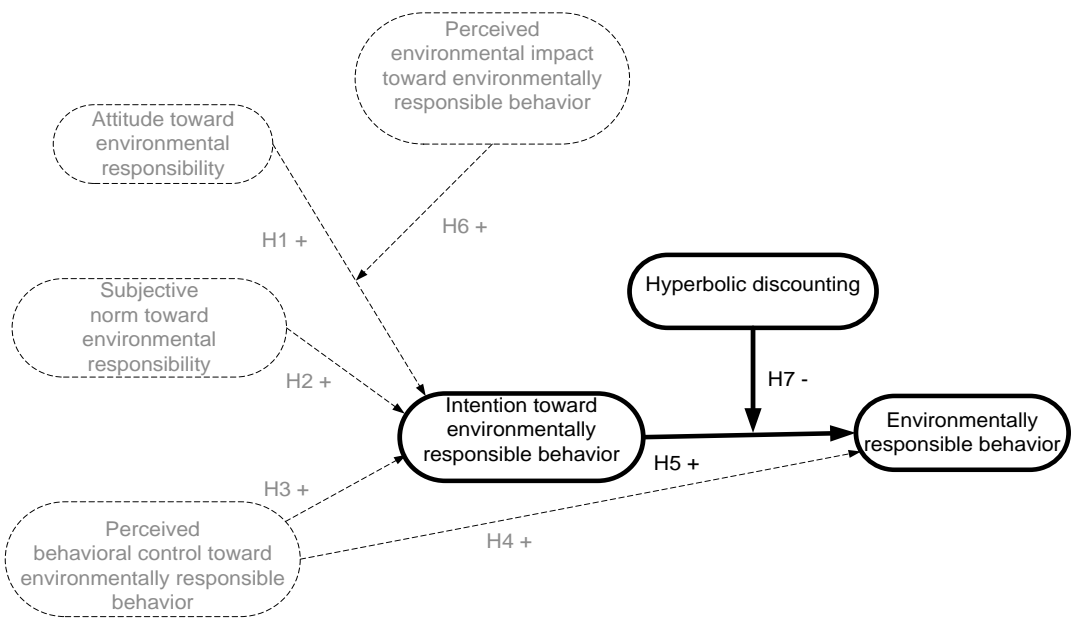 Perceived
environmental impact
toward environmentally
responsible behavior
Attitude toward
environmental
responsibility
H1 +
H6 +
Subjective
norm toward
environmental
responsibility
Hyperbolic discounting
H2 +
H7 -
Intention toward
environmentally
responsible behavior
Environmentally
responsible behavior
H5 +
H3 +
H4 +
Perceived
behavioral control toward
environmentally responsible
behavior